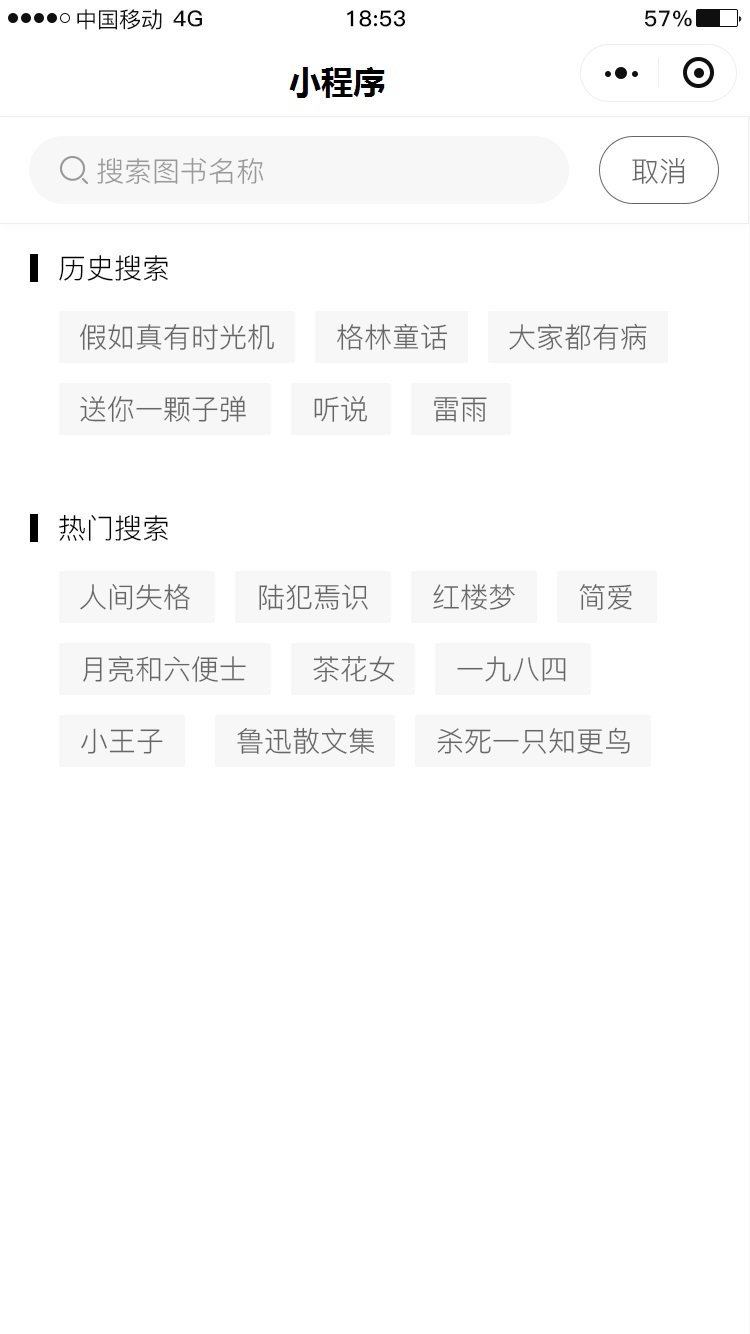 中国移动 4G 18:53 57%
小程序
搜索图书名称 取消
历史搜索
假如真有时光机 格林童话 大家都有病
送你一颗子弹 听说 雷雨
热门搜索
人间失格 陆犯焉识 红楼梦 简爱
月亮和六便士 茶花女 一九八四
小王子 鲁迅散文集 杀死一只知更鸟